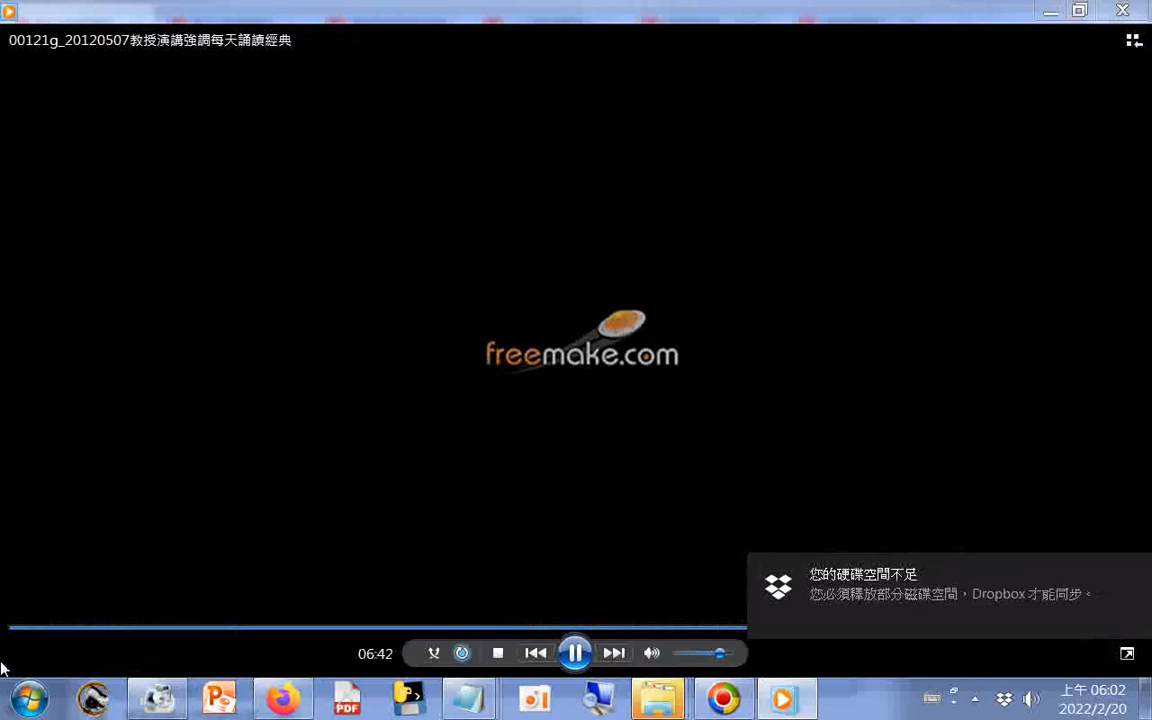 00121g_20120507教授演講強調每天誦讀經典
freemake.com
您的硬碟空間不足
您必須釋放部分磁碟空間，Dropbox 才能同步。
06:42
PDF
上午 06:02
2022/2/20